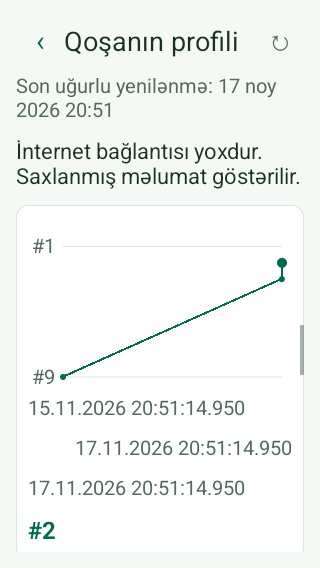 ‹ Qoşanın profili ↻
Son uğurlu yenilənmə: 17 noy
2026 20:51
İnternet bağlantısı yoxdur.
Saxlanmış məlumat göstərilir.
#1
#9
15.11.2026 20:51:14.950
17.11.2026 20:51:14.950
17.11.2026 20:51:14.950
#2